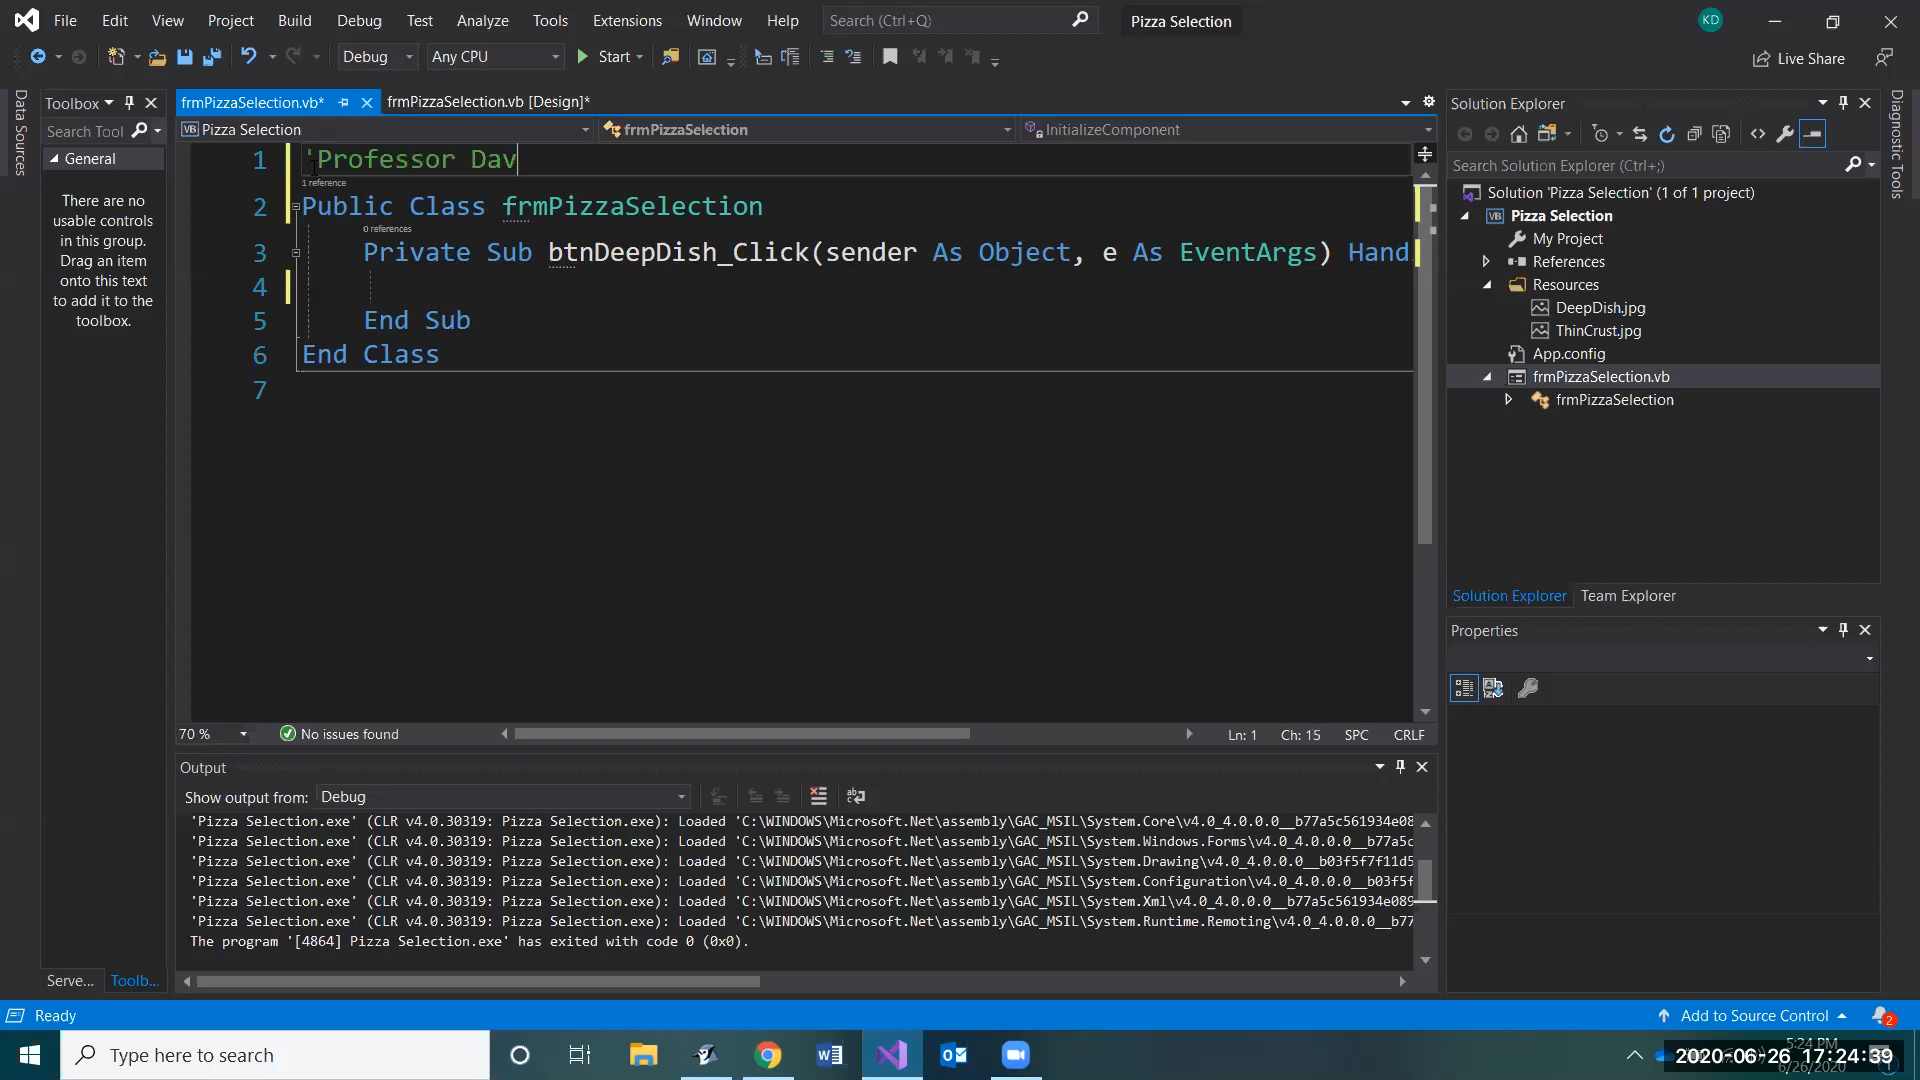 File Edit View Project Build Debug Test Analyze Tools Extensions Window Help Search (Ctrl+Q) Pizza Selection KD
Debug Any CPU Start Live Share
Data Sources
Toolbox
Search Tool
General
There are no
usable controls
in this group.
Drag an item
onto this text
to add it to the
toolbox.
Serve... Toolb...
frmPizzaSelection.vb* frmPizzaSelection.vb [Design]*
VB Pizza Selection frmPizzaSelection InitializeComponent
1 'Professor Dav
1 reference
2 Public Class frmPizzaSelection
0 references
3 Private Sub btnDeepDish_Click(sender As Object, e As EventArgs) Hand
4
5 End Sub
6 End Class
7
70 % No issues found Ln: 1 Ch: 15 SPC CRLF
Output
Show output from: Debug
'Pizza Selection.exe' (CLR v4.0.30319: Pizza Selection.exe): Loaded 'C:\WINDOWS\Microsoft.Net\assembly\GAC_MSIL\System.Core\v4.0_4.0.0.0__b77a5c561934e08
'Pizza Selection.exe' (CLR v4.0.30319: Pizza Selection.exe): Loaded 'C:\WINDOWS\Microsoft.Net\assembly\GAC_MSIL\System.Windows.Forms\v4.0_4.0.0.0__b77a5c
'Pizza Selection.exe' (CLR v4.0.30319: Pizza Selection.exe): Loaded 'C:\WINDOWS\Microsoft.Net\assembly\GAC_MSIL\System.Drawing\v4.0_4.0.0.0__b03f5f7f11d5
'Pizza Selection.exe' (CLR v4.0.30319: Pizza Selection.exe): Loaded 'C:\WINDOWS\Microsoft.Net\assembly\GAC_MSIL\System.Configuration\v4.0_4.0.0.0__b03f5f
'Pizza Selection.exe' (CLR v4.0.30319: Pizza Selection.exe): Loaded 'C:\WINDOWS\Microsoft.Net\assembly\GAC_MSIL\System.Xml\v4.0_4.0.0.0__b77a5c561934e089
'Pizza Selection.exe' (CLR v4.0.30319: Pizza Selection.exe): Loaded 'C:\WINDOWS\Microsoft.Net\assembly\GAC_MSIL\System.Runtime.Remoting\v4.0_4.0.0.0__b77
The program '[4864] Pizza Selection.exe' has exited with code 0 (0x0).
Solution Explorer
Search Solution Explorer (Ctrl+;)
Solution 'Pizza Selection' (1 of 1 project)
VB Pizza Selection
My Project
References
Resources
DeepDish.jpg
ThinCrust.jpg
App.config
frmPizzaSelection.vb
frmPizzaSelection
Solution Explorer Team Explorer
Properties
Diagnostic Tools
Ready Add to Source Control 2
Type here to search
5:24 PM
2020-06-26 17:24:39
6/26/2020